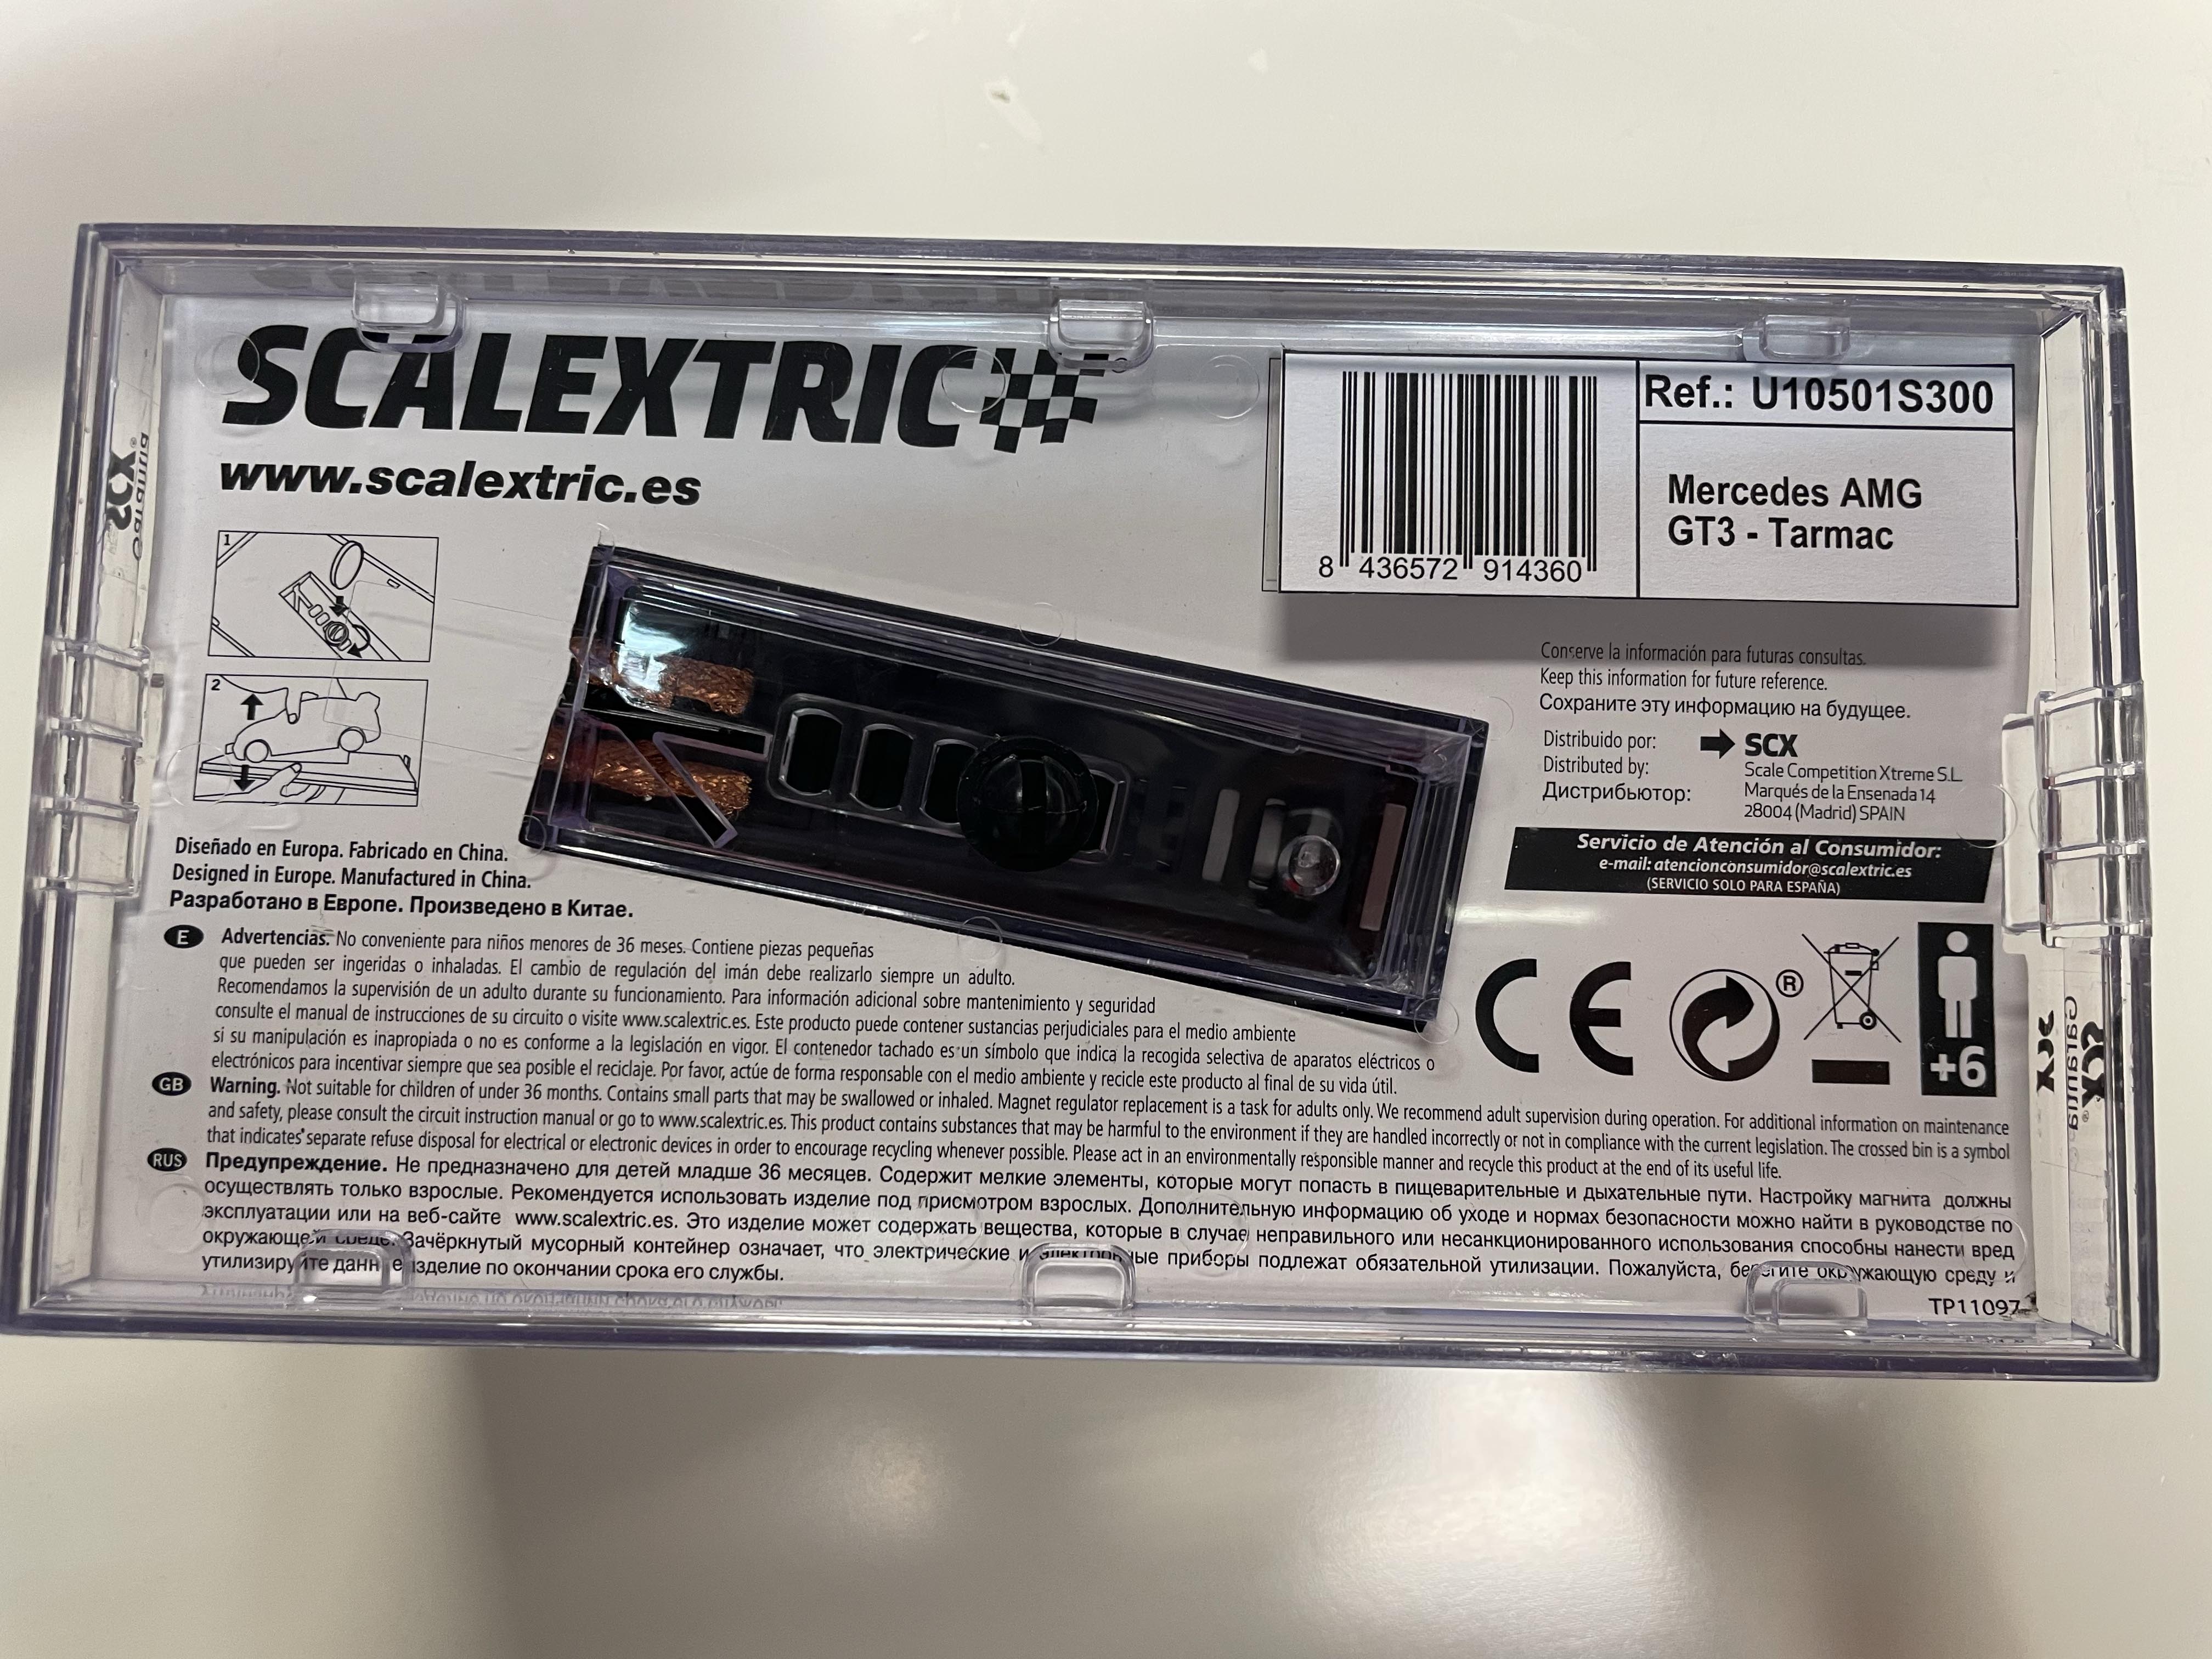 SCALEXTRIC
www.scalextric.es
8 436572 914360
Ref.: U10501S300
Mercedes AMG
GT3 - Tarmac
1
2
Conserve la información para futuras consultas.
Keep this information for future reference.
Сохраните эту информацию на будущее.
Distribuido por:
Distributed by:
Дистрибьютор:
SCX
Scale Competition Xtreme S.L.
Marqués de la Ensenada 14
28004 (Madrid) SPAIN
Servicio de Atención al Consumidor:
e-mail: atencionconsumidor@scalextric.es
(SERVICIO SOLO PARA ESPAÑA)
Diseñado en Europa. Fabricado en China.
Designed in Europe. Manufactured in China.
Разработано в Европе. Произведено в Китае.
CE
®
+6
E Advertencias. No conveniente para niños menores de 36 meses. Contiene piezas pequeñas
que pueden ser ingeridas o inhaladas. El cambio de regulación del imán debe realizarlo siempre un adulto.
Recomendamos la supervisión de un adulto durante su funcionamiento. Para información adicional sobre mantenimiento y seguridad
consulte el manual de instrucciones de su circuito o visite www.scalextric.es. Este producto puede contener sustancias perjudiciales para el medio ambiente
si su manipulación es inapropiada o no es conforme a la legislación en vigor. El contenedor tachado es un símbolo que indica la recogida selectiva de aparatos eléctricos o
electrónicos para incentivar siempre que sea posible el reciclaje. Por favor, actúe de forma responsable con el medio ambiente y recicle este producto al final de su vida útil.
GB Warning. Not suitable for children of under 36 months. Contains small parts that may be swallowed or inhaled. Magnet regulator replacement is a task for adults only. We recommend adult supervision during operation. For additional information on maintenance
and safety, please consult the circuit instruction manual or go to www.scalextric.es. This product contains substances that may be harmful to the environment if they are handled incorrectly or not in compliance with the current legislation. The crossed bin is a symbol
that indicates separate refuse disposal for electrical or electronic devices in order to encourage recycling whenever possible. Please act in an environmentally responsible manner and recycle this product at the end of its useful life.
RUS Предупреждение. Не предназначено для детей младше 36 месяцев. Содержит мелкие элементы, которые могут попасть в пищеварительные и дыхательные пути. Настройку магнита должны
осуществлять только взрослые. Рекомендуется использовать изделие под присмотром взрослых. Дополнительную информацию об уходе и нормах безопасности можно найти в руководстве по
эксплуатации или на веб-сайте www.scalextric.es. Это изделие может содержать вещества, которые в случае неправильного или несанкционированного использования способны нанести вред
окружающей среде. Зачёркнутый мусорный контейнер означает, что электрические и электронные приборы подлежат обязательной утилизации. Пожалуйста, берегите окружающую среду и
утилизируйте данное изделие по окончании срока его службы.
TP11097